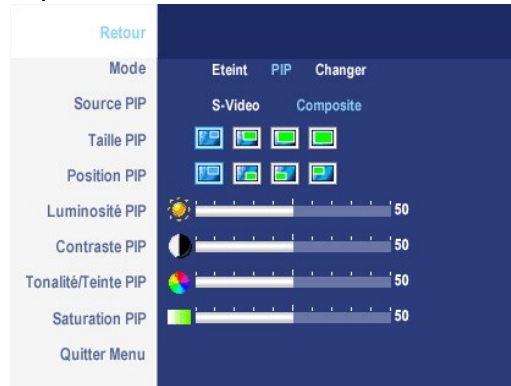 Retour
Mode Eteint PIP Changer
Source PIP S-Video Composite
Taille PIP
Position PIP
Luminosité PIP 50
Contraste PIP 50
Tonalité/Teinte PIP 50
Saturation PIP 50
Quitter Menu